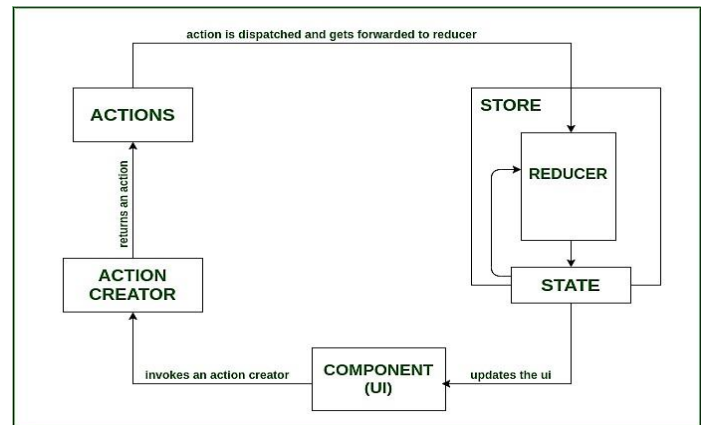 action is dispatched and gets forwarded to reducer
ACTIONS
STORE
REDUCER
returns an action
ACTION
CREATOR
STATE
COMPONENT
(UI)
invokes an action creator
updates the ui